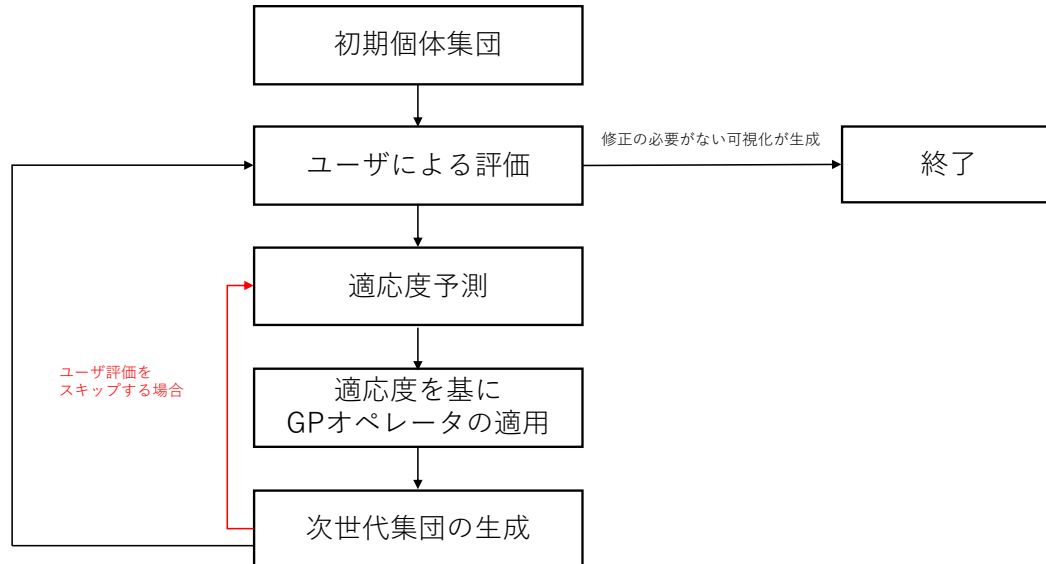 初期個体集団
ユーザによる評価
修正の必要がない可視化が生成
終了
適応度予測
ユーザ評価を
スキップする場合
適応度を基に
GPオペレータの適用
次世代集団の生成